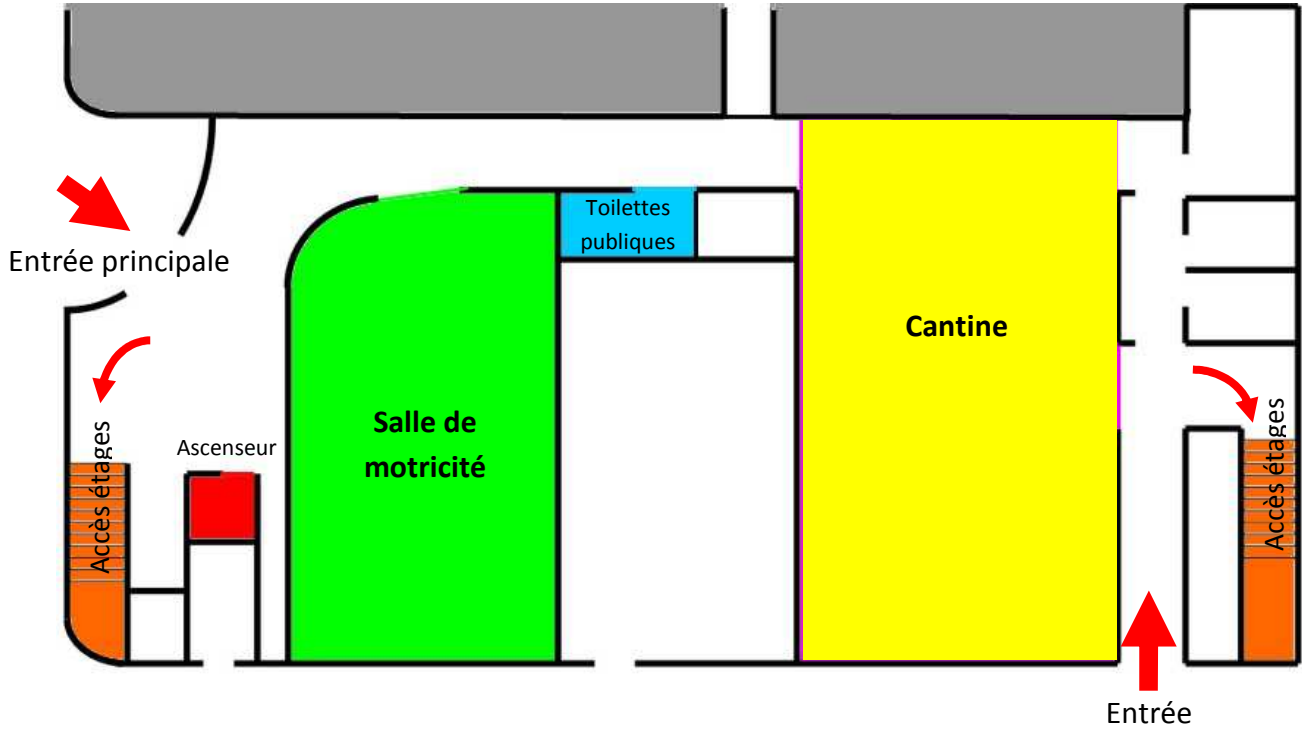 Toilettes
publiques
Entrée principale
Cantine
Salle de
motricité
Ascenseur
Accès étages
Accès étages
Entrée